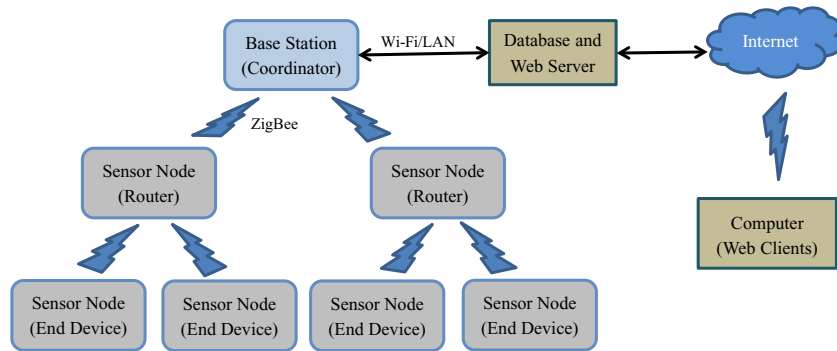 Base Station
(Coordinator)
Wi-Fi/LAN
Database and
Web Server
Internet
ZigBee
Sensor Node
(Router)
Sensor Node
(Router)
Computer
(Web Clients)
Sensor Node
(End Device)
Sensor Node
(End Device)
Sensor Node
(End Device)
Sensor Node
(End Device)